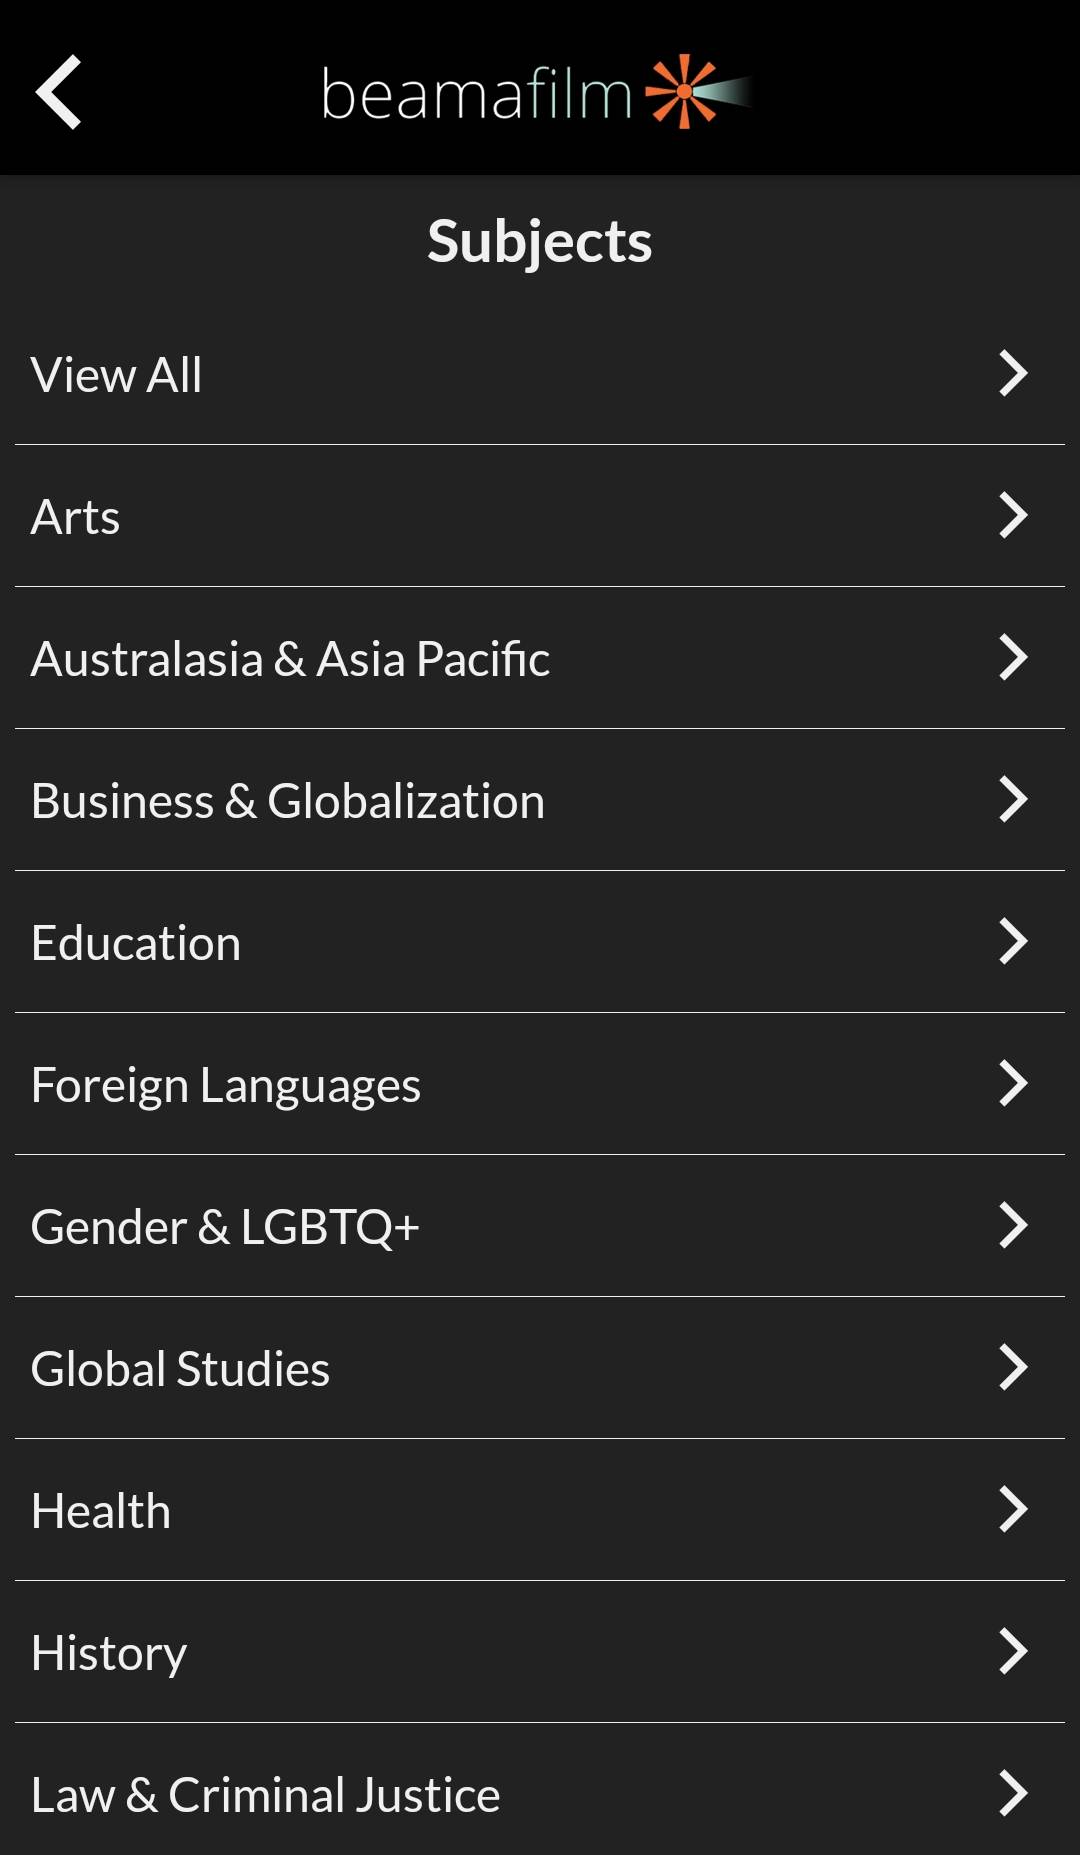 beamafilm
Subjects
View All
Arts
Australasia & Asia Pacific
Business & Globalization
Education
Foreign Languages
Gender & LGBTQ+
Global Studies
Health
History
Law & Criminal Justice